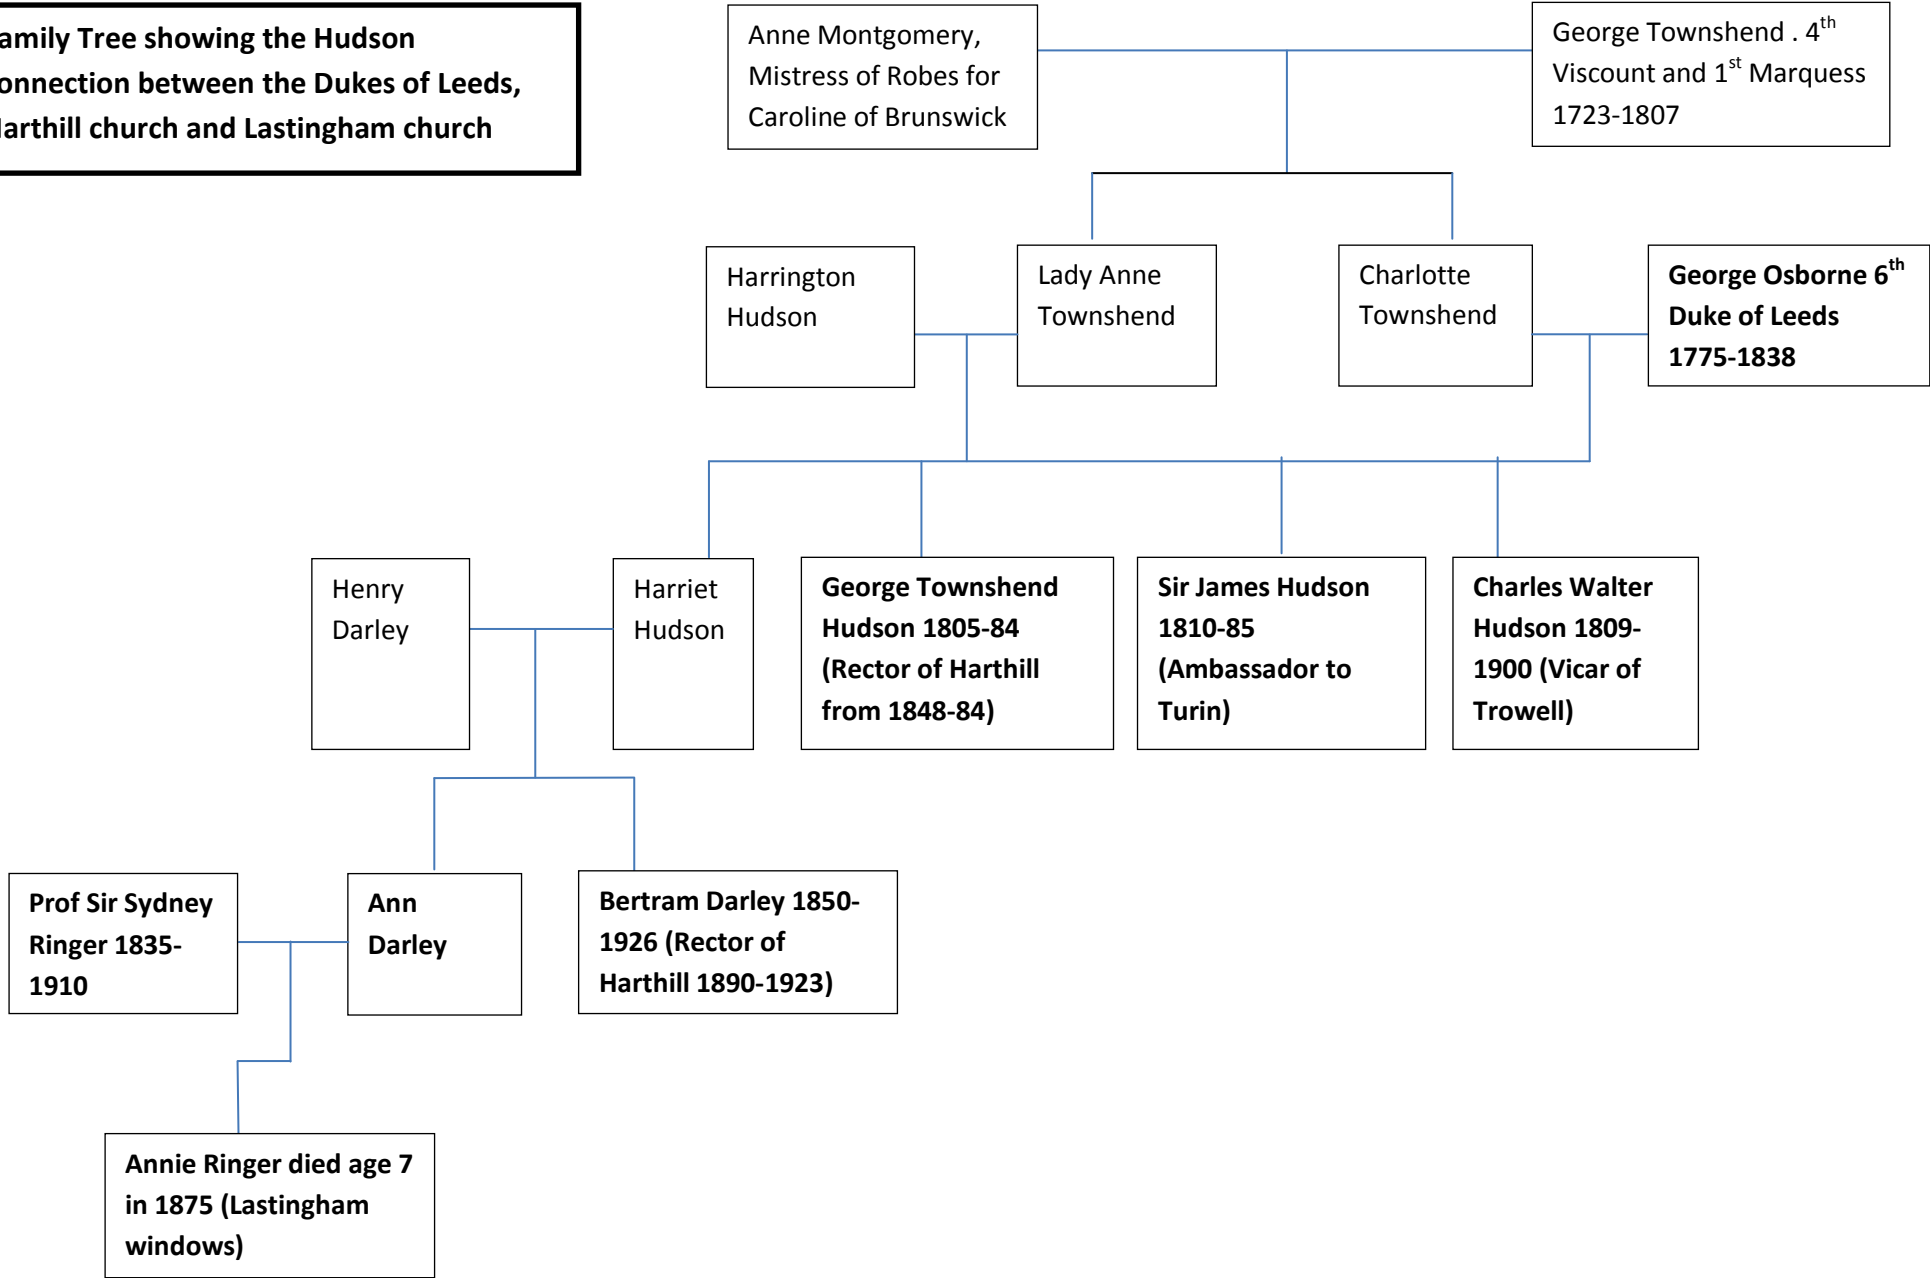 amily Tree showing the Hudson
onnection between the Dukes of Leeds,
arthill church and Lastingham church
Anne Montgomery,
Mistress of Robes for
Caroline of Brunswick
George Townshend . 4th
Viscount and 1st Marquess
1723-1807
Harrington
Hudson
Lady Anne
Townshend
Charlotte
Townshend
George Osborne 6th
Duke of Leeds
1775-1838
Henry
Darley
Harriet
Hudson
George Townshend
Hudson 1805-84
(Rector of Harthill
from 1848-84)
Sir James Hudson
1810-85
(Ambassador to
Turin)
Charles Walter
Hudson 1809-
1900 (Vicar of
Trowell)
Prof Sir Sydney
Ringer 1835-
1910
Ann
Darley
Bertram Darley 1850-
1926 (Rector of
Harthill 1890-1923)
Annie Ringer died age 7
in 1875 (Lastingham
windows)